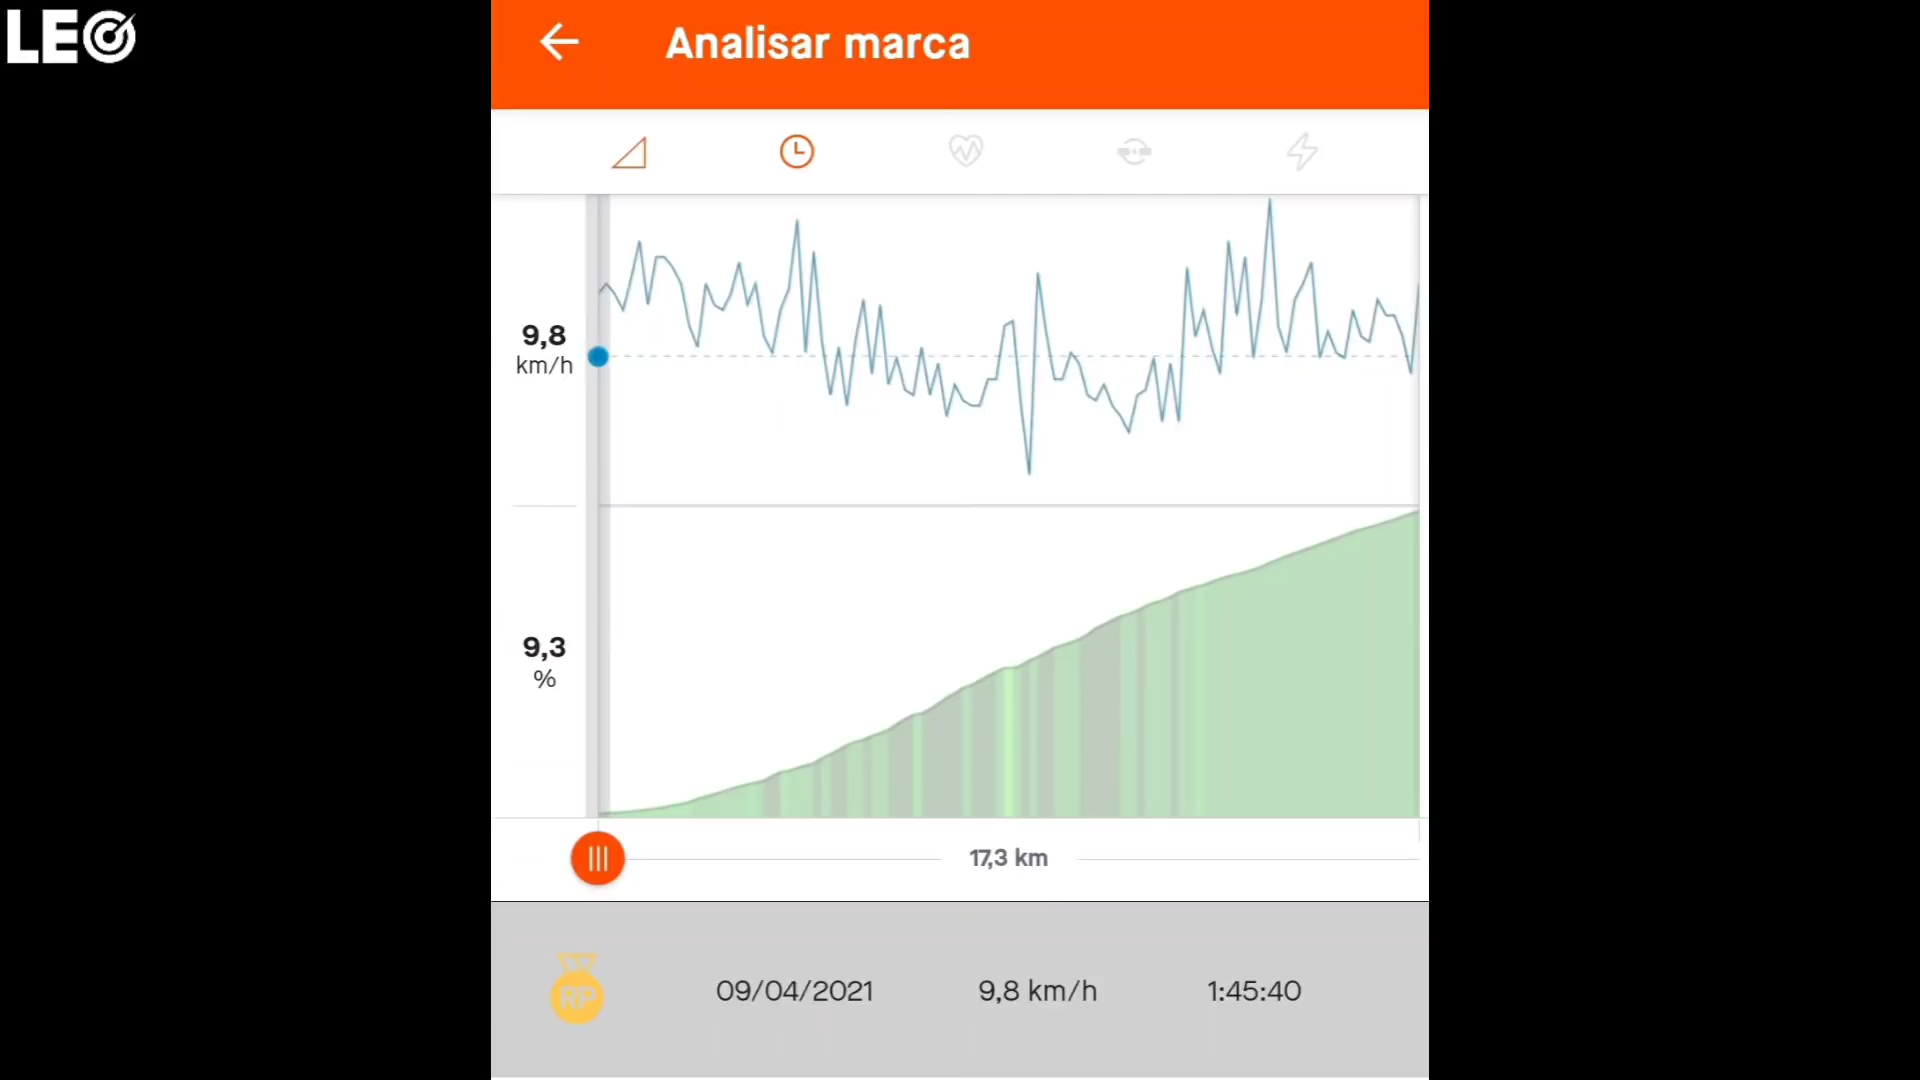 LEO
Analisar marca
9,8
km/h
9,3
%
17,3 km
RP
09/04/2021
9,8 km/h
1:45:40